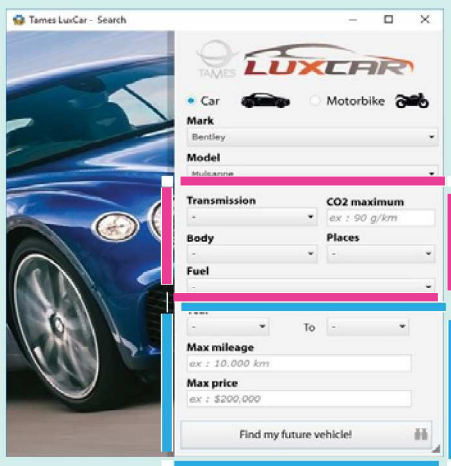 Tames LuxCar - Search
TAMES LUXCAR
Car Motorbike
Mark
Bentley
Model
Mulsanne
Transmission CO2 maximum
- ex : 90 g/km
Body Places
- -
Fuel
-
- To -
Max mileage
ex : 10.000 km
Max price
ex : $200,000
Find my future vehicle!